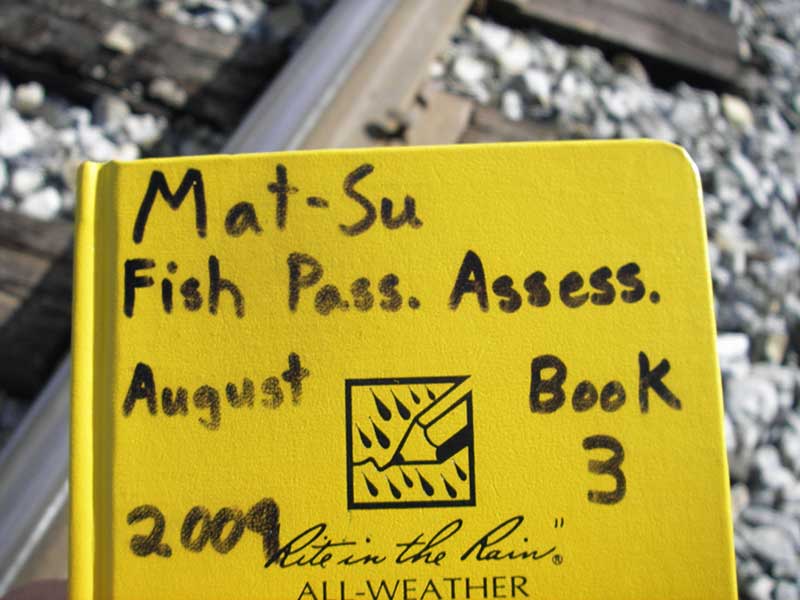 Mat-Su
Fish Pass. Assess.
August
Book
3
2009
Rite in the Rain"®
ALL-WEATHER